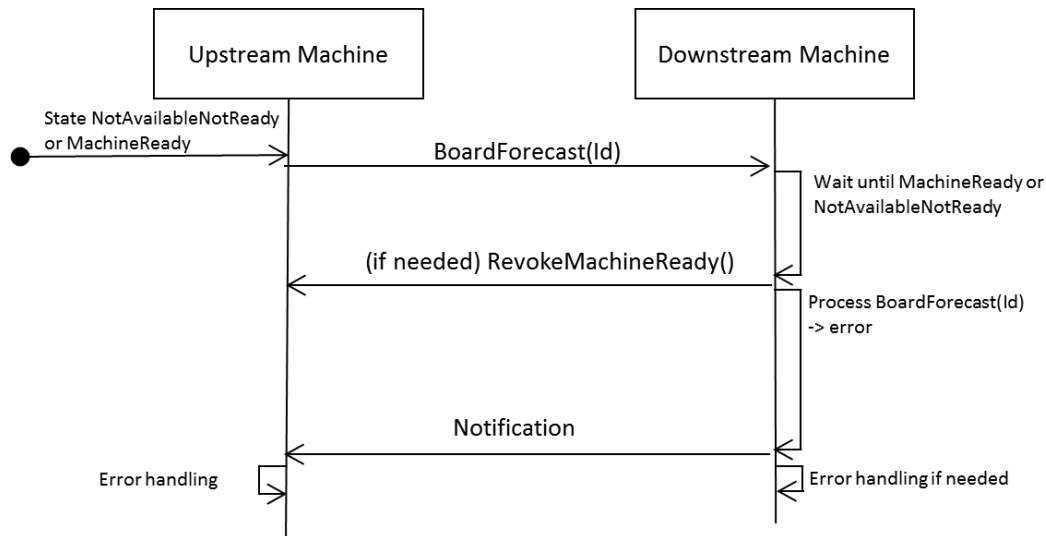 Upstream Machine
Downstream Machine
State NotAvailableNotReady
or MachineReady
BoardForecast(Id)
Wait until MachineReady or
NotAvailableNotReady
(if needed) RevokeMachineReady()
Process BoardForecast(Id)
-> error
Notification
Error handling
Error handling if needed